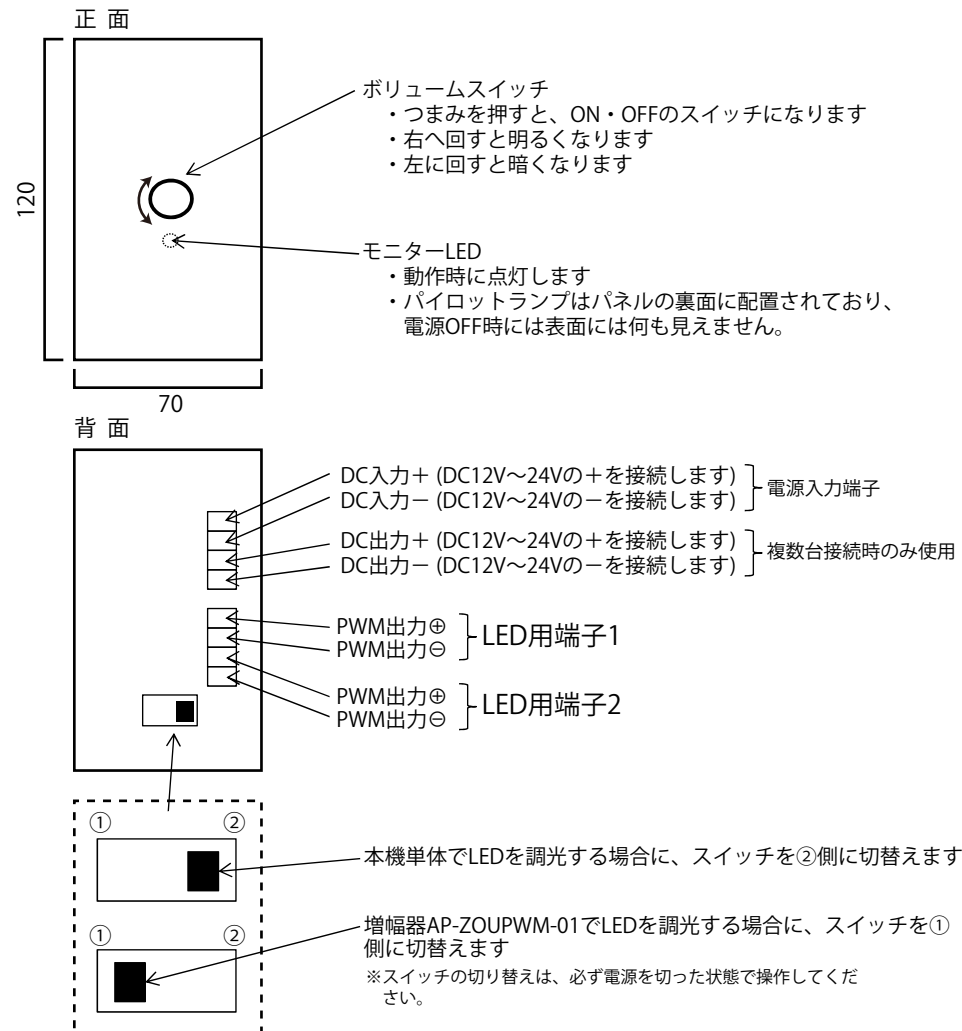 正 面
ボリュームスイッチ
・つまみを押すと、ON・OFFのスイッチになります
・右へ回すと明るくなります
・左に回すと暗くなります
120
モニターLED
・動作時に点灯します
・パイロットランプはパネルの裏面に配置されており、
電源OFF時には表面には何も見えません。
70
背 面
DC入力＋ (DC12V～24Vの＋を接続します)
DC入力－ (DC12V～24Vの－を接続します)
電源入力端子
DC出力＋ (DC12V～24Vの＋を接続します)
DC出力－ (DC12V～24Vの－を接続します)
複数台接続時のみ使用
PWM出力⊕
PWM出力⊖
LED用端子1
PWM出力⊕
PWM出力⊖
LED用端子2
① ②
本機単体でLEDを調光する場合に、スイッチを②側に切替えます
① ②
増幅器AP-ZOUPWM-01でLEDを調光する場合に、スイッチを①
側に切替えます
※スイッチの切り替えは、必ず電源を切った状態で操作してくだ
さい。